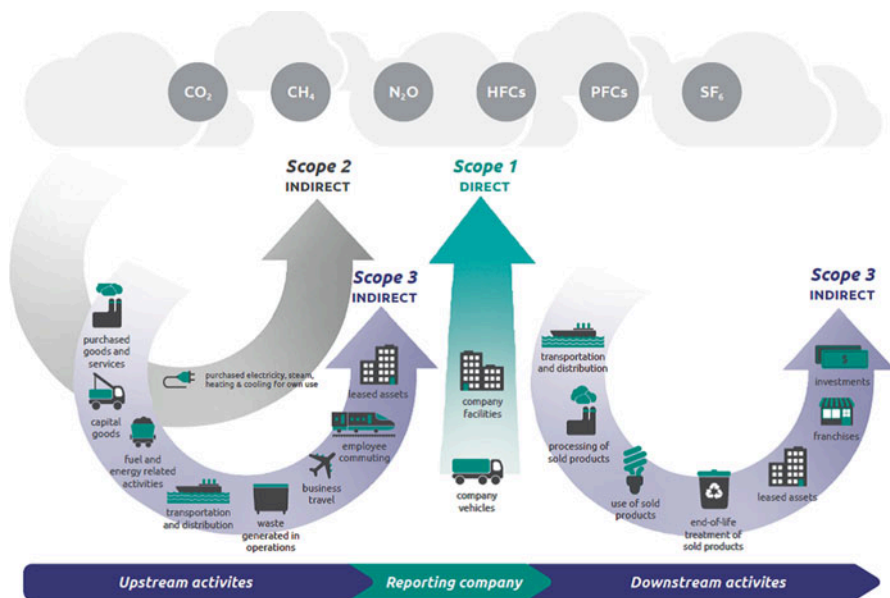 CO₂
CH₄
N₂O
HFCs
PFCs
SF₆
Scope 2
INDIRECT
Scope 1
DIRECT
Scope 3
INDIRECT
Scope 3
INDIRECT
purchased
goods and
services
capital
goods
fuel and
energy related
activities
transportation
and distribution
waste
generated in
operations
business
travel
employee
commuting
leased assets
purchased electricity, steam,
heating & cooling for own use
company
facilities
company
vehicles
transportation
and distribution
processing of
sold products
use of sold
products
end-of-life
treatment of
sold products
leased assets
franchises
$
investments
Upstream activites
Reporting company
Downstream activites